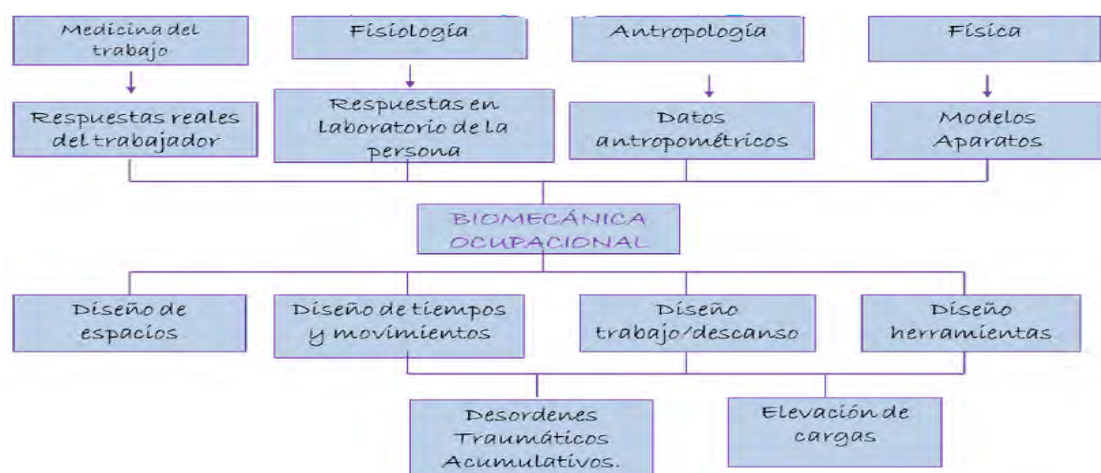 Medicina del
trabajo
Fisiología
Antropología
Física
Respuestas reales
del trabajador
Respuestas en
laboratorio de la
persona
Datos
antropométricos
Modelos
Aparatos
BIOMECÁNICA
OCUPACIONAL
Diseño de
espacios
Diseño de tiempos
y movimientos
Diseño
trabajo/descanso
Diseño
herramientas
Desordenes
Traumáticos
Acumulativos.
Elevación de
cargas